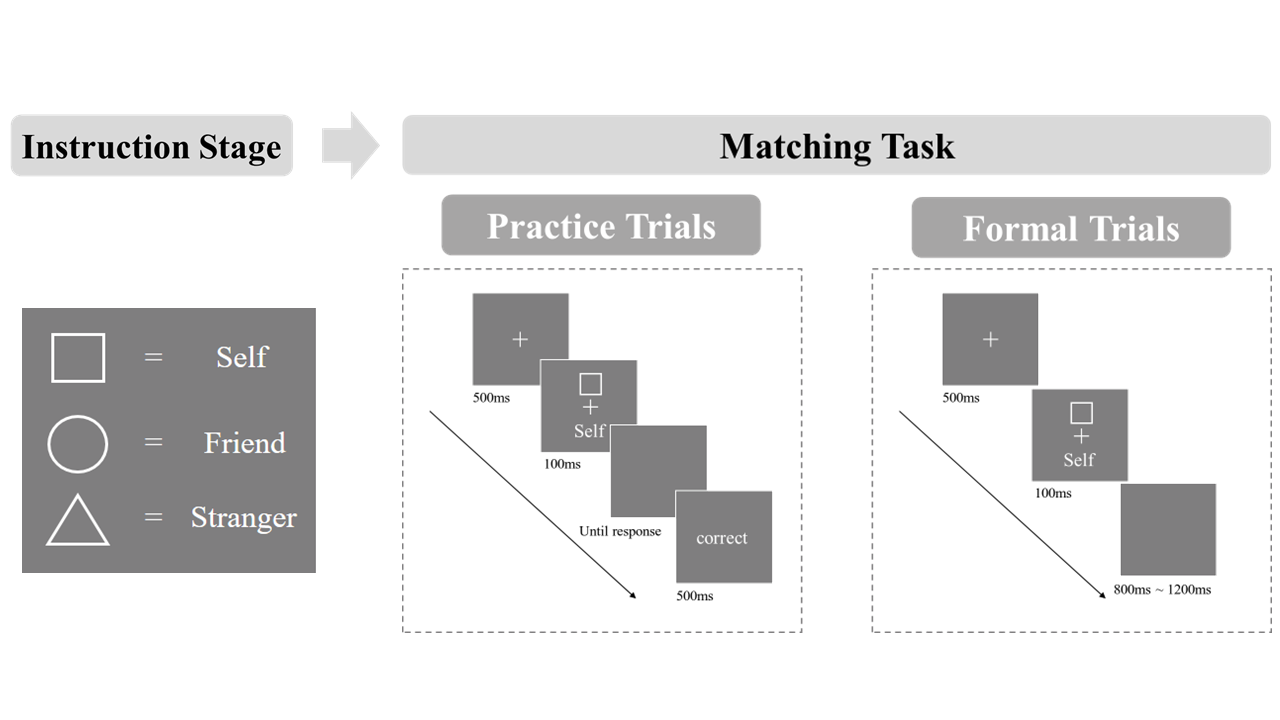 Instruction Stage
Matching Task
Practice Trials
Formal Trials
= Self
= Friend
= Stranger
+
500ms
+
Self
100ms
Until response
correct
500ms
+
500ms
+
Self
100ms
800ms ~ 1200ms